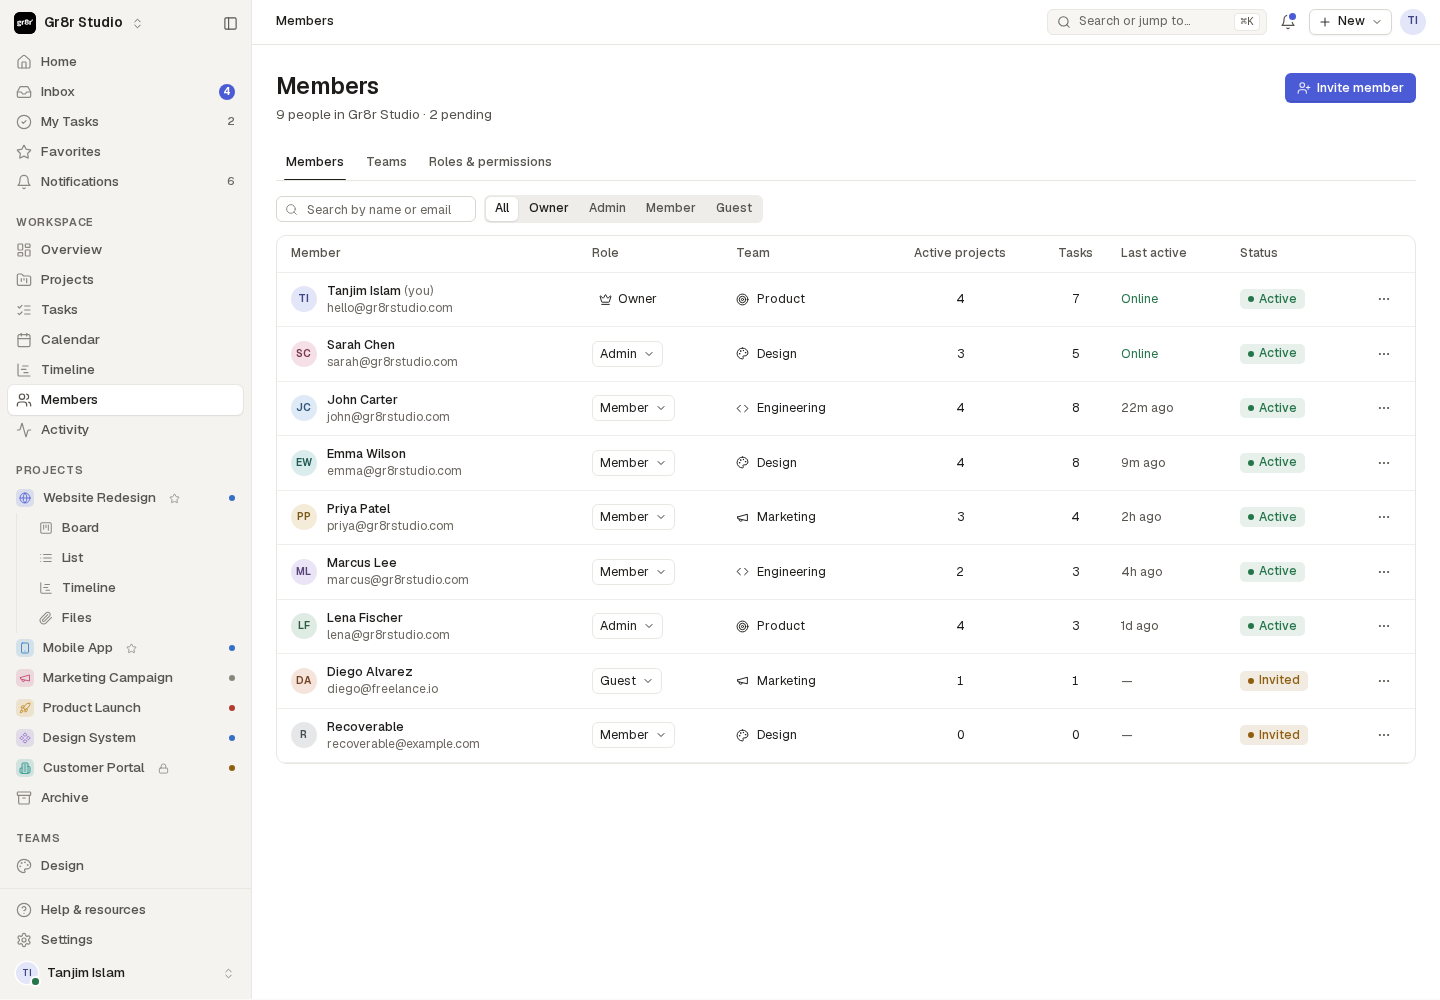 gr8r
Gr8r Studio
Home
Inbox 4
My Tasks 2
Favorites
Notifications 6
WORKSPACE
Overview
Projects
Tasks
Calendar
Timeline
Members
Activity
PROJECTS
Website Redesign
Board
List
Timeline
Files
Mobile App
Marketing Campaign
Product Launch
Design System
Customer Portal
Archive
TEAMS
Design
Help & resources
Settings
TI Tanjim Islam
Members
Search or jump to... ⌘K
New
TI
Members
9 people in Gr8r Studio · 2 pending
Invite member
Members Teams Roles & permissions
Search by name or email
All Owner Admin Member Guest
Member Role Team Active projects Tasks Last active Status
TI Tanjim Islam (you) Owner Product 4 7 Online Active
hello@gr8rstudio.com
SC Sarah Chen Admin Design 3 5 Online Active
sarah@gr8rstudio.com
JC John Carter Member Engineering 4 8 22m ago Active
john@gr8rstudio.com
EW Emma Wilson Member Design 4 8 9m ago Active
emma@gr8rstudio.com
PP Priya Patel Member Marketing 3 4 2h ago Active
priya@gr8rstudio.com
ML Marcus Lee Member Engineering 2 3 4h ago Active
marcus@gr8rstudio.com
LF Lena Fischer Admin Product 4 3 1d ago Active
lena@gr8rstudio.com
DA Diego Alvarez Guest Marketing 1 1 — Invited
diego@freelance.io
R Recoverable Member Design 0 0 — Invited
recoverable@example.com